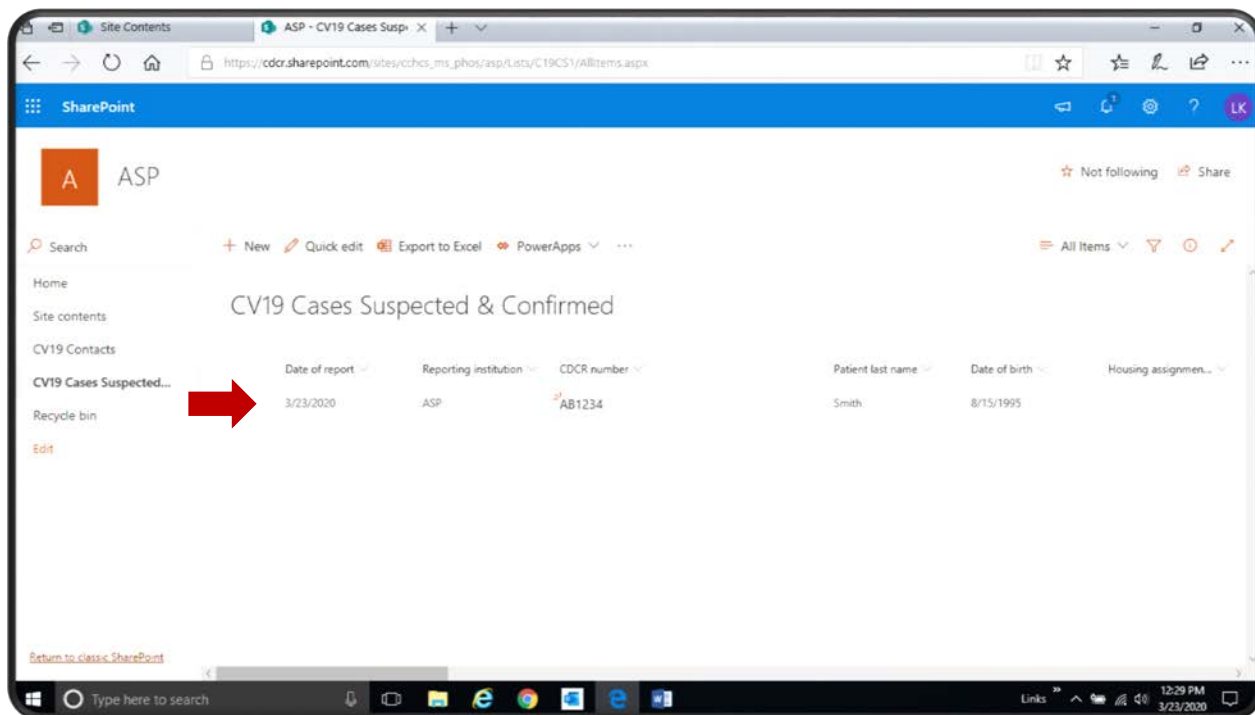 Site Contents
ASP - CV19 Cases Susp
https://cdcr.sharepoint.com/sites/cchcs_ms_phos/asp/Lists/C19CS1/AllItems.aspx
SharePoint
LK
A
ASP
Not following
Share
Search
New
Quick edit
Export to Excel
PowerApps
All Items
Home
Site contents
CV19 Contacts
CV19 Cases Suspected...
Recycle bin
Edit
CV19 Cases Suspected & Confirmed
Date of report
Reporting institution
CDCR number
Patient last name
Date of birth
Housing assignmen...
3/23/2020
ASP
AB1234
Smith
8/15/1995
Return to classic SharePoint
Type here to search
Links
12:29 PM
3/23/2020